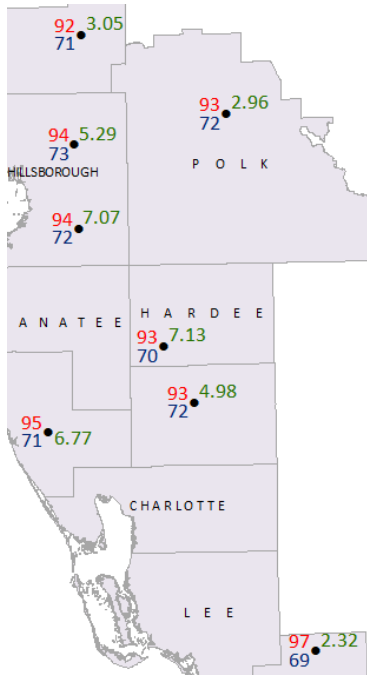 92 3.05
71
93 2.96
72
POLK
94 5.29
73
HILLSBOROUGH
94 7.07
72
ANATEE
HARDEE
93 7.13
70
93 4.98
72
95
71 6.77
CHARLOTTE
LEE
97 2.32
69